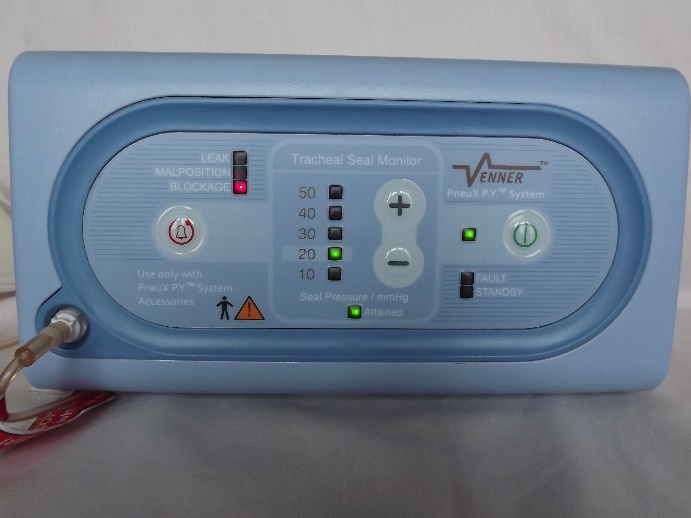 LEAK
MALPOSITION
BLOCKAGE
Use only with
PneuX P.Y.™ System
Accessories
Tracheal Seal Monitor
50
40
30
20
10
+
−
Seal Pressure / mmHg
Attained
VENNER™
PneuX P.Y.™ System
FAULT
STANDBY